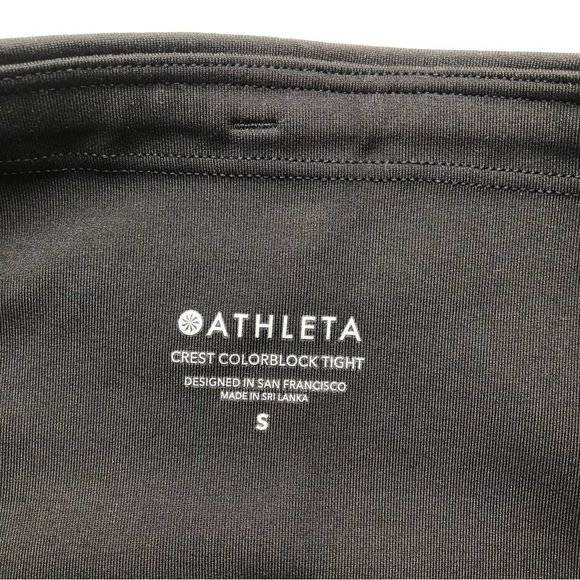 ATHLETA
CREST COLORBLOCK TIGHT
DESIGNED IN SAN FRANCISCO
MADE IN SRI LANKA
S